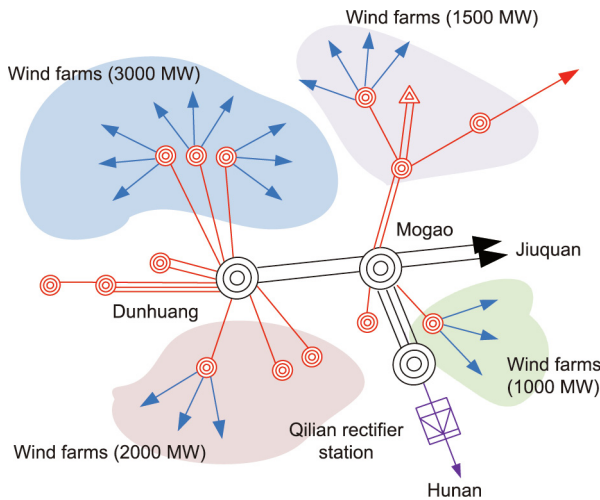 Wind farms (1500 MW)
Wind farms (3000 MW)
Mogao
Jiuquan
Dunhuang
Wind farms
(1000 MW)
Wind farms (2000 MW)
Qilian rectifier
station
Hunan